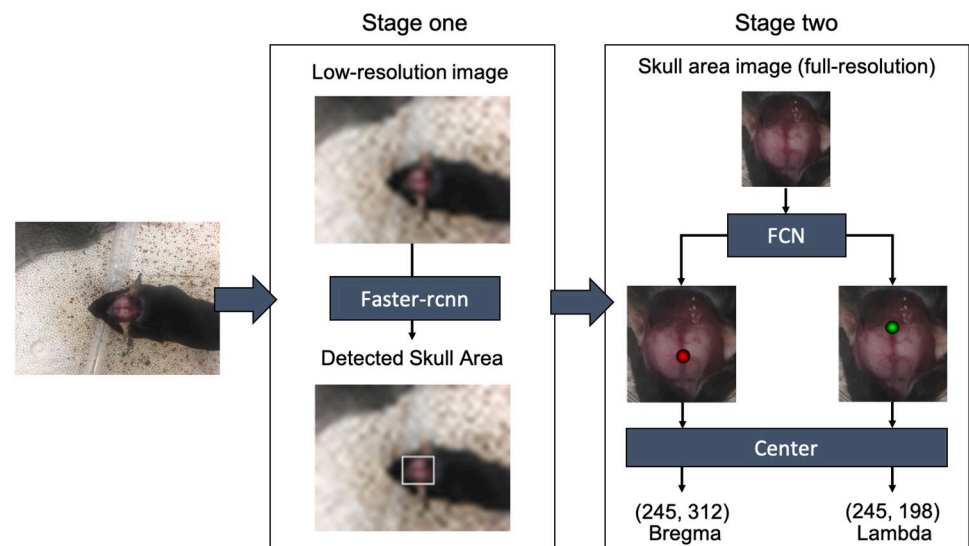 Stage one
Low-resolution image
Faster-rcnn
Detected Skull Area
Stage two
Skull area image (full-resolution)
FCN
Center
(245, 312)
Bregma
(245, 198)
Lambda